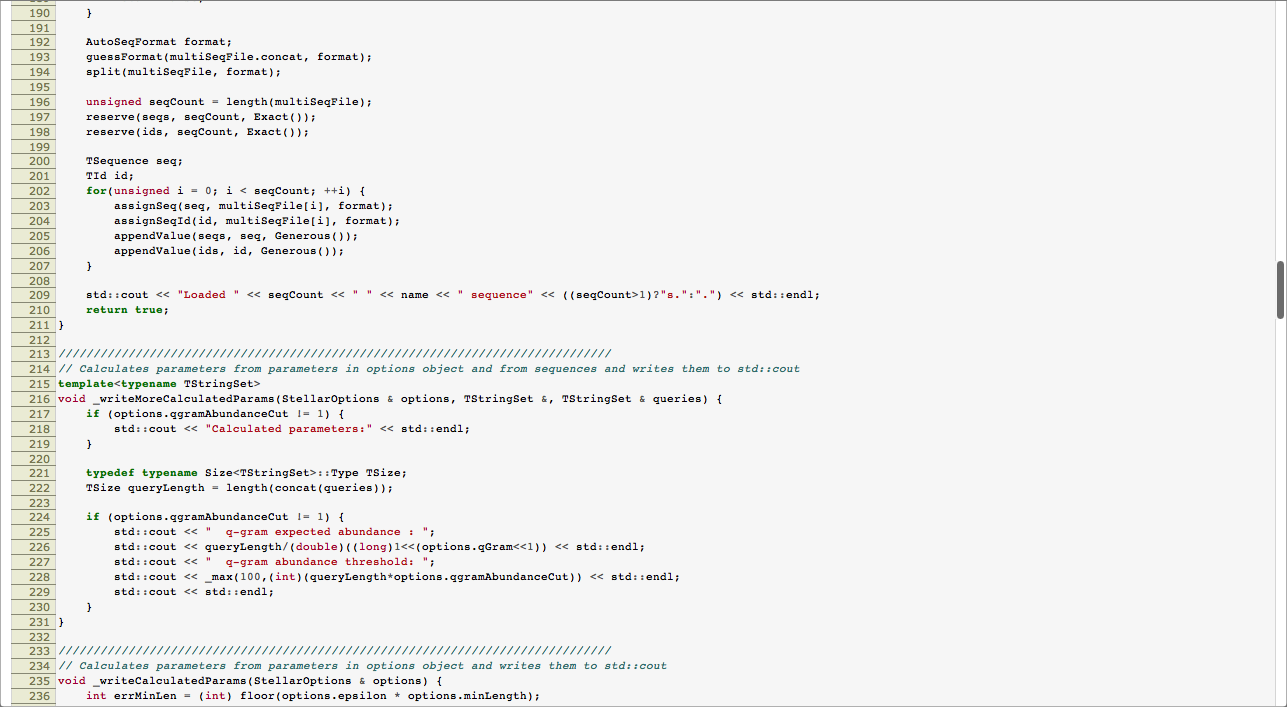 190     }
191
192     AutoSeqFormat format;
193     guessFormat(multiSeqFile.concat, format);
194     split(multiSeqFile, format);
195
196     unsigned seqCount = length(multiSeqFile);
197     reserve(seqs, seqCount, Exact());
198     reserve(ids, seqCount, Exact());
199
200     TSequence seq;
201     TId id;
202     for(unsigned i = 0; i < seqCount; ++i) {
203         assignSeq(seq, multiSeqFile[i], format);
204         assignSeqId(id, multiSeqFile[i], format);
205         appendValue(seqs, seq, Generous());
206         appendValue(ids, id, Generous());
207     }
208
209     std::cout << "Loaded " << seqCount << " " << name << " sequence" << ((seqCount>1)?"s.":".") << std::endl;
210     return true;
211 }
212
213 ///////////////////////////////////////////////////////////////////////////////
214 // Calculates parameters from parameters in options object and from sequences and writes them to std::cout
215 template<typename TStringSet>
216 void _writeMoreCalculatedParams(StellarOptions & options, TStringSet &, TStringSet & queries) {
217     if (options.qgramAbundanceCut != 1) {
218         std::cout << "Calculated parameters:" << std::endl;
219     }
220
221     typedef typename Size<TStringSet>::Type TSize;
222     TSize queryLength = length(concat(queries));
223
224     if (options.qgramAbundanceCut != 1) {
225         std::cout << "  q-gram expected abundance : ";
226         std::cout << queryLength/(double)((long)1<<(options.qGram<<1)) << std::endl;
227         std::cout << "  q-gram abundance threshold: ";
228         std::cout << _max(100,(int)(queryLength*options.qgramAbundanceCut)) << std::endl;
229         std::cout << std::endl;
230     }
231 }
232
233 ///////////////////////////////////////////////////////////////////////////////
234 // Calculates parameters from parameters in options object and writes them to std::cout
235 void _writeCalculatedParams(StellarOptions & options) {
236     int errMinLen = (int) floor(options.epsilon * options.minLength);